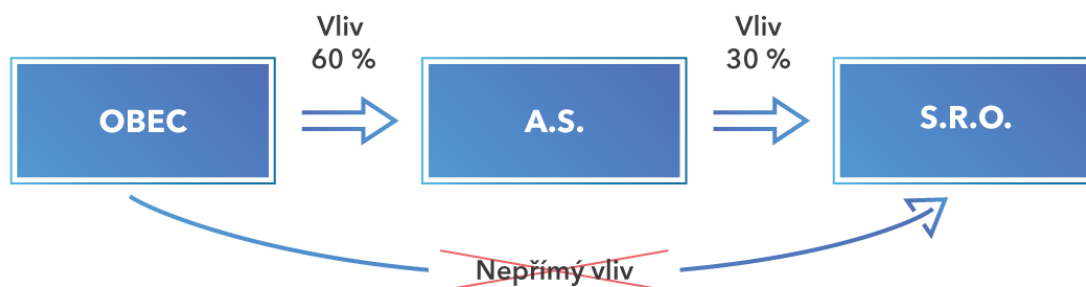 Vliv
60 %
Vliv
30 %
OBEC
A.S.
S.R.O.
Nepřímý vliv